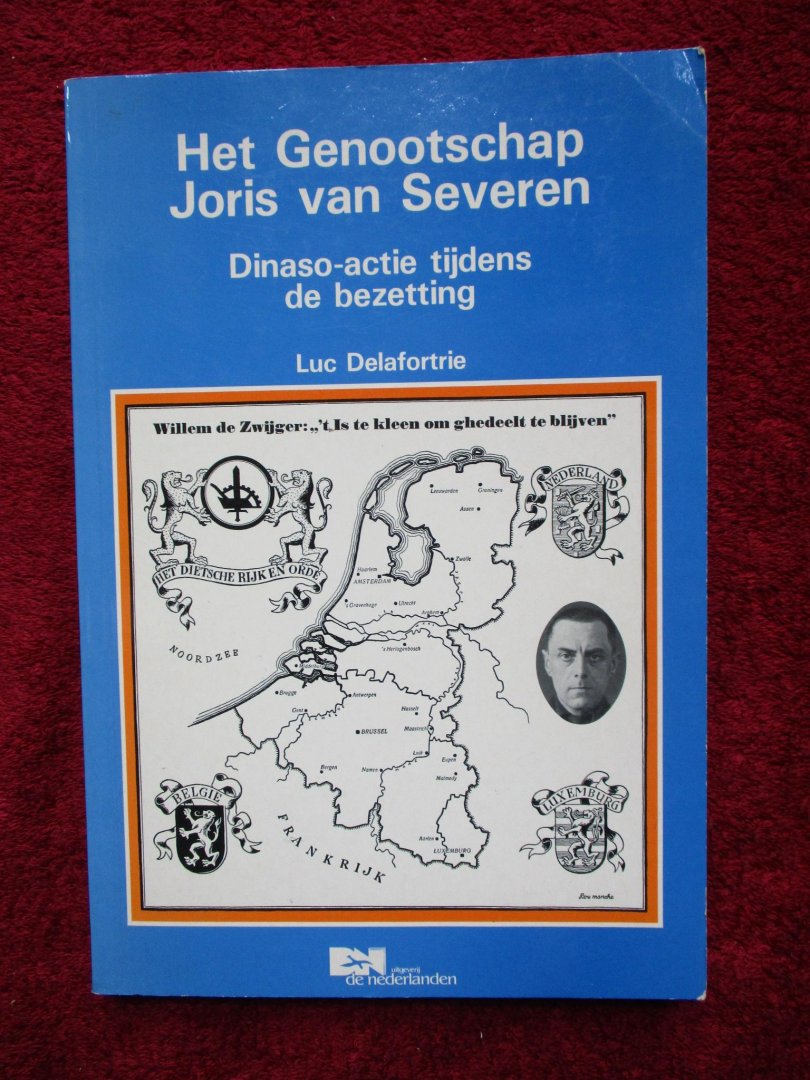 Het Genootschap
Joris van Severen
Dinaso-actie tijdens
de bezetting
Luc Delafortrie
Willem de Zwijger: „'t Is te kleen om ghedeelt te blijven”
HET DIETSCHE RIJK EN ORDE
NEDERLAND
Leeuwarden
Groningen
Assen
Zwolle
Haarlem
AMSTERDAM
's Gravenhage
Utrecht
Arnhem
NOORDZEE
's Hertogenbosch
Middelburg
Brugge
Antwerpen
Gent
Hasselt
BRUSSEL
Maastricht
Luik
Eupen
Bergen
Namen
Malmedy
BELGIË
LUXEMBURG
FRANKRIJK
Aarlen
LUXEMBURG
DN
uitgeverij
de nederlanden